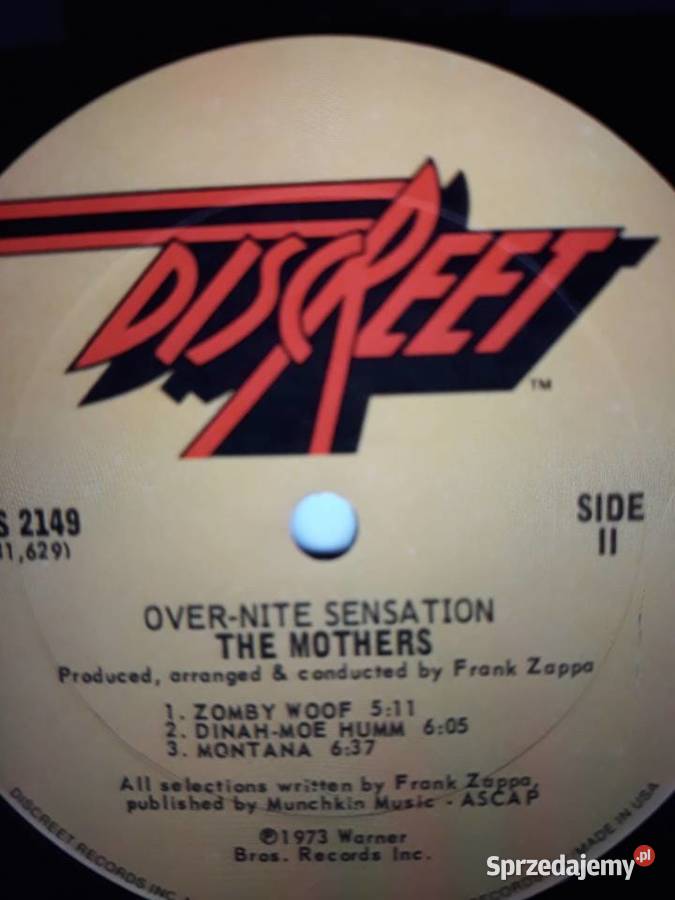 DISCREET
TM
S 2149
1,629)
SIDE
II
OVER-NITE SENSATION
THE MOTHERS
Produced, arranged & conducted by Frank Zappa
1. ZOMBY WOOF 5:11
2. DINAH-MOE HUMM 6:05
3. MONTANA 6:37
All selections written by Frank Zappa,
published by Munchkin Music - ASCAP
℗1973 Warner
Bros. Records Inc.
DISCREET RECORDS INC.
MADE IN USA
Sprzedajemy.pl